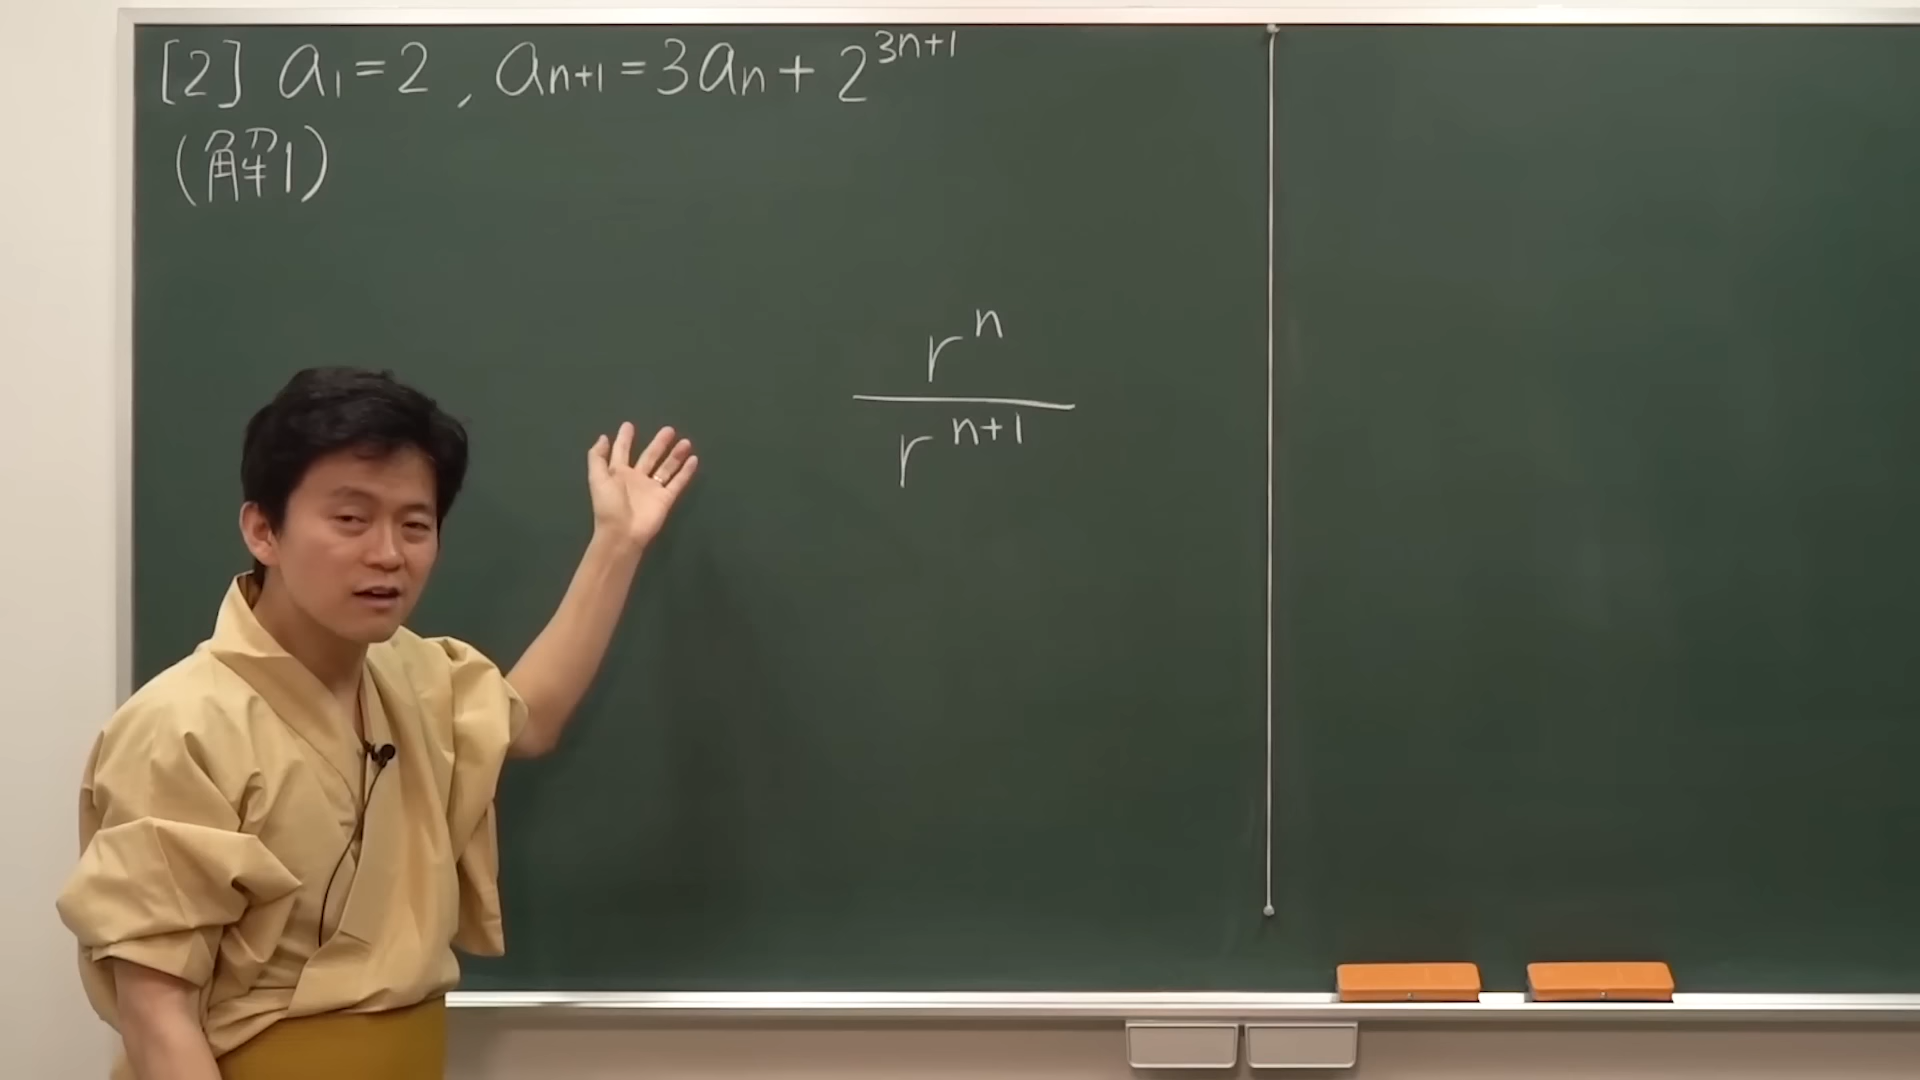 [2] a₁=2, aₙ₊₁=3aₙ+2³ⁿ⁺¹
(解1)
rⁿ
rⁿ⁺¹